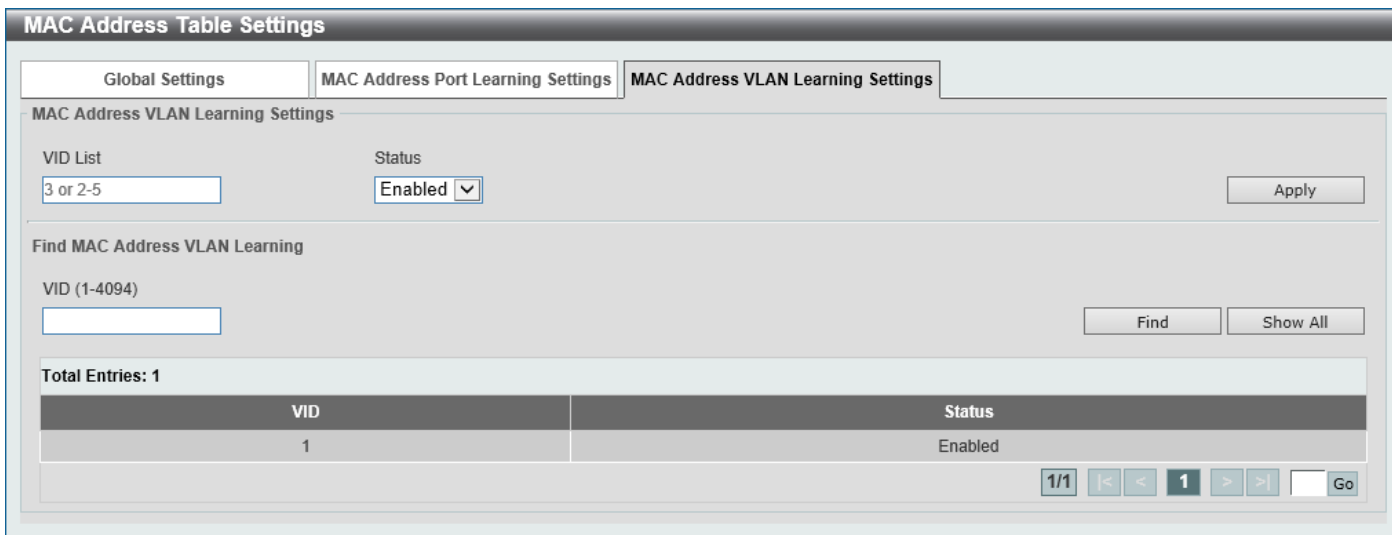 MAC Address Table Settings
Global Settings MAC Address Port Learning Settings MAC Address VLAN Learning Settings
MAC Address VLAN Learning Settings
VID List Status
3 or 2-5 Enabled Apply
Find MAC Address VLAN Learning
VID (1-4094)
Find Show All
Total Entries: 1
VID Status
1 Enabled
1/1 |< < 1 > >| Go